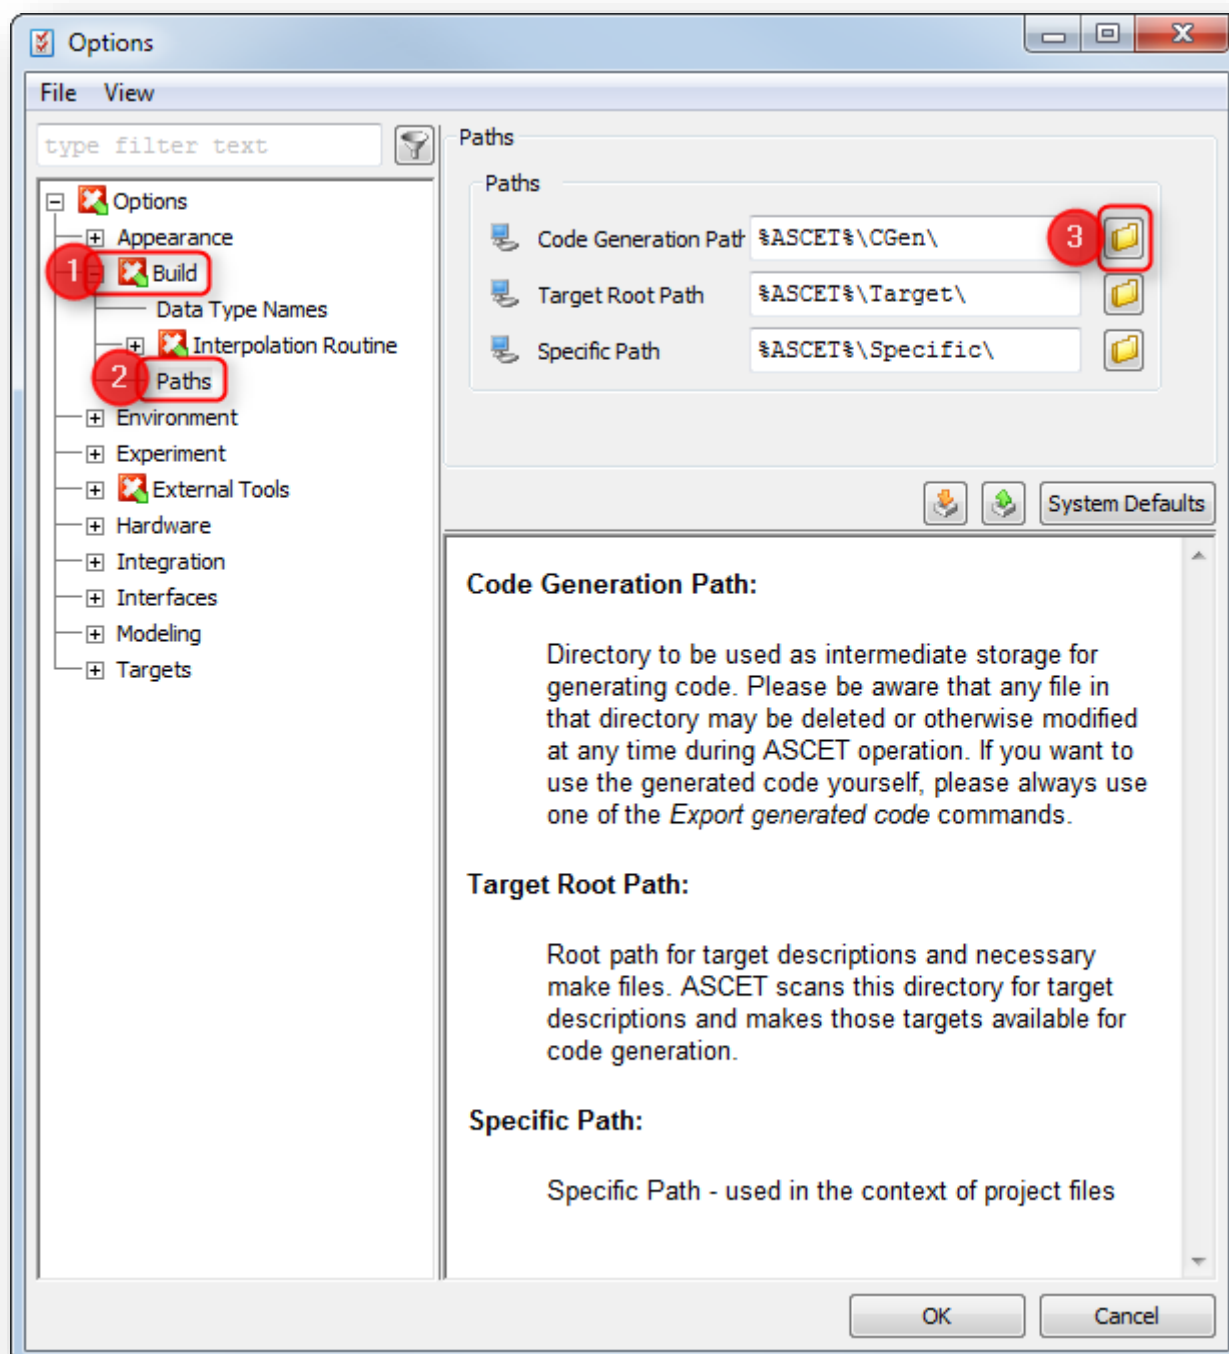 Options
File View
type filter text
Options
Appearance
1 Build
Data Type Names
Interpolation Routine
2 Paths
Environment
Experiment
External Tools
Hardware
Integration
Interfaces
Modeling
Targets
Paths
Paths
Code Generation Path %ASCET%\CGen\ 3
Target Root Path %ASCET%\Target\
Specific Path %ASCET%\Specific\
System Defaults
Code Generation Path:
Directory to be used as intermediate storage for
generating code. Please be aware that any file in
that directory may be deleted or otherwise modified
at any time during ASCET operation. If you want to
use the generated code yourself, please always use
one of the Export generated code commands.
Target Root Path:
Root path for target descriptions and necessary
make files. ASCET scans this directory for target
descriptions and makes those targets available for
code generation.
Specific Path:
Specific Path - used in the context of project files
OK Cancel